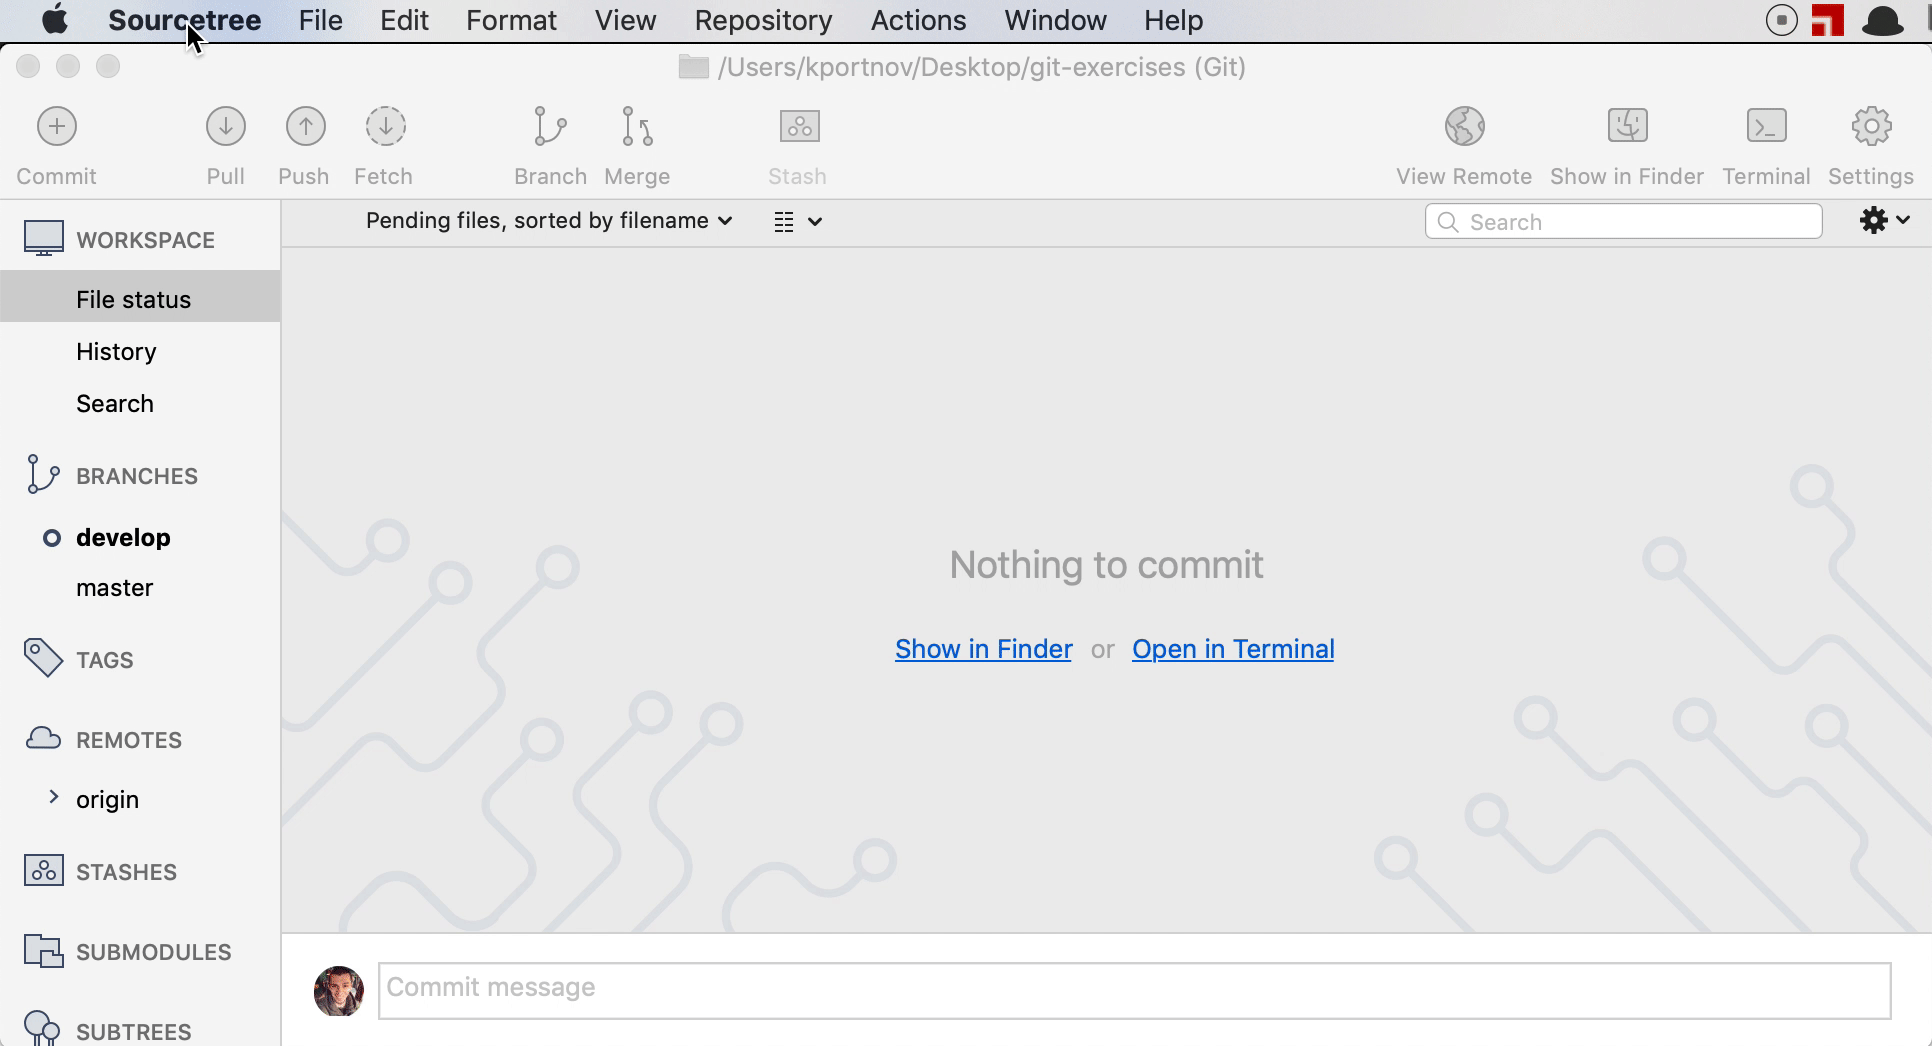 Sourcetree File Edit Format View Repository Actions Window Help
/Users/kportnov/Desktop/git-exercises (Git)
Commit Pull Push Fetch Branch Merge Stash View Remote Show in Finder Terminal Settings
Pending files, sorted by filename
Search
WORKSPACE
File status
History
Search
BRANCHES
develop
master
TAGS
REMOTES
origin
STASHES
SUBMODULES
SUBTREES
Nothing to commit
Show in Finder or Open in Terminal
Commit message